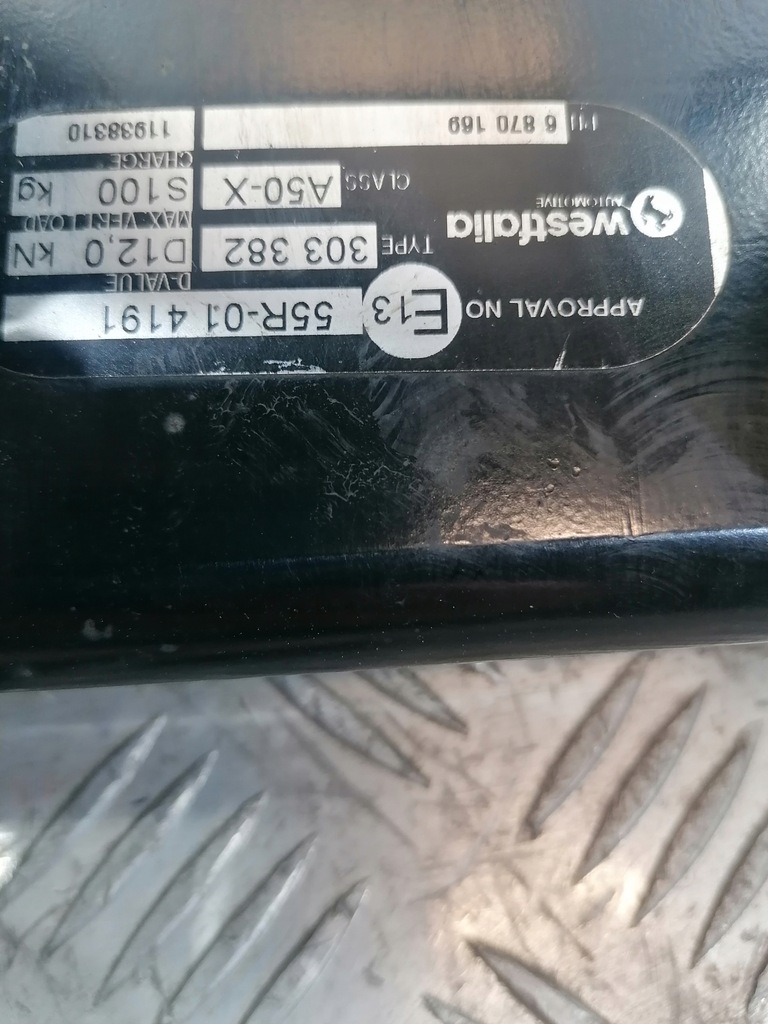 APPROVAL NO E13 55R-01 4191
westfalia
AUTOMOTIVE
TYPE 303 382
D-VALUE
D12,0 kN
CLASS A50-X
MAX. VERT.LOAD
S100 kg
6 870 169
CHARGE
11938310